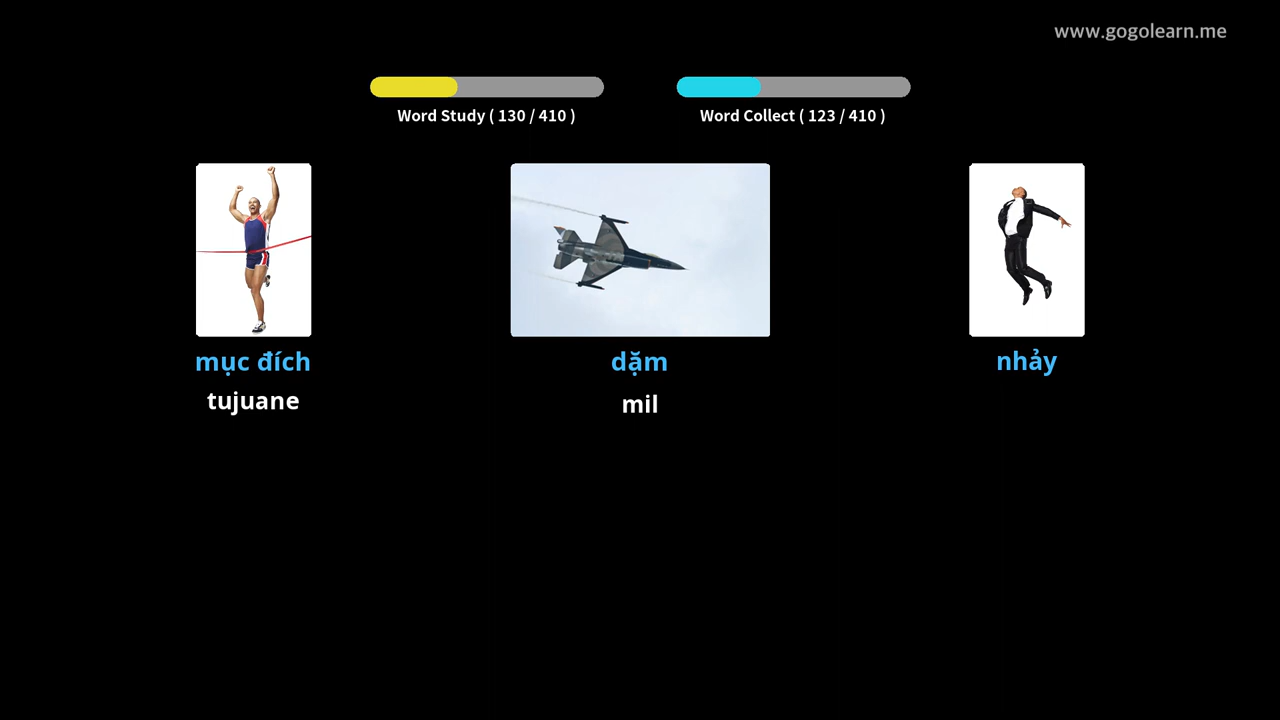 www.gogolearn.me
Word Study ( 130 / 410 )
Word Collect ( 123 / 410 )
mục đích
tujuane
dặm
mil
nhảy